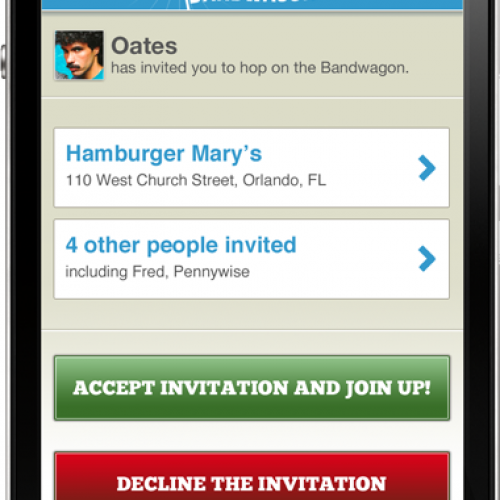 Oates
has invited you to hop on the Bandwagon.
Hamburger Mary's
110 West Church Street, Orlando, FL
4 other people invited
including Fred, Pennywise
ACCEPT INVITATION AND JOIN UP!
DECLINE THE INVITATION